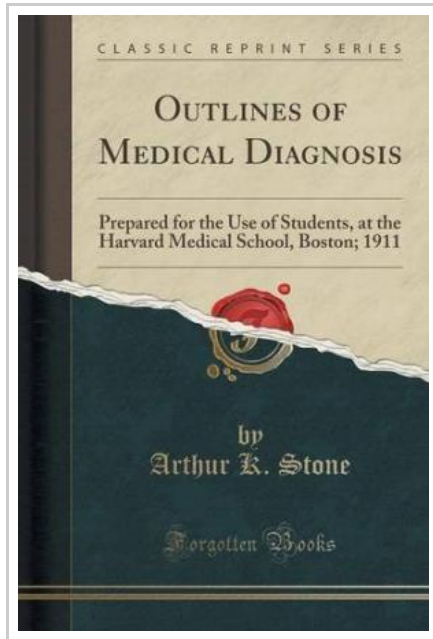 CLASSIC REPRINT SERIES
OUTLINES OF
MEDICAL DIAGNOSIS
Prepared for the Use of Students, at the
Harvard Medical School, Boston; 1911
by
Arthur K. Stone
Forgotten Books